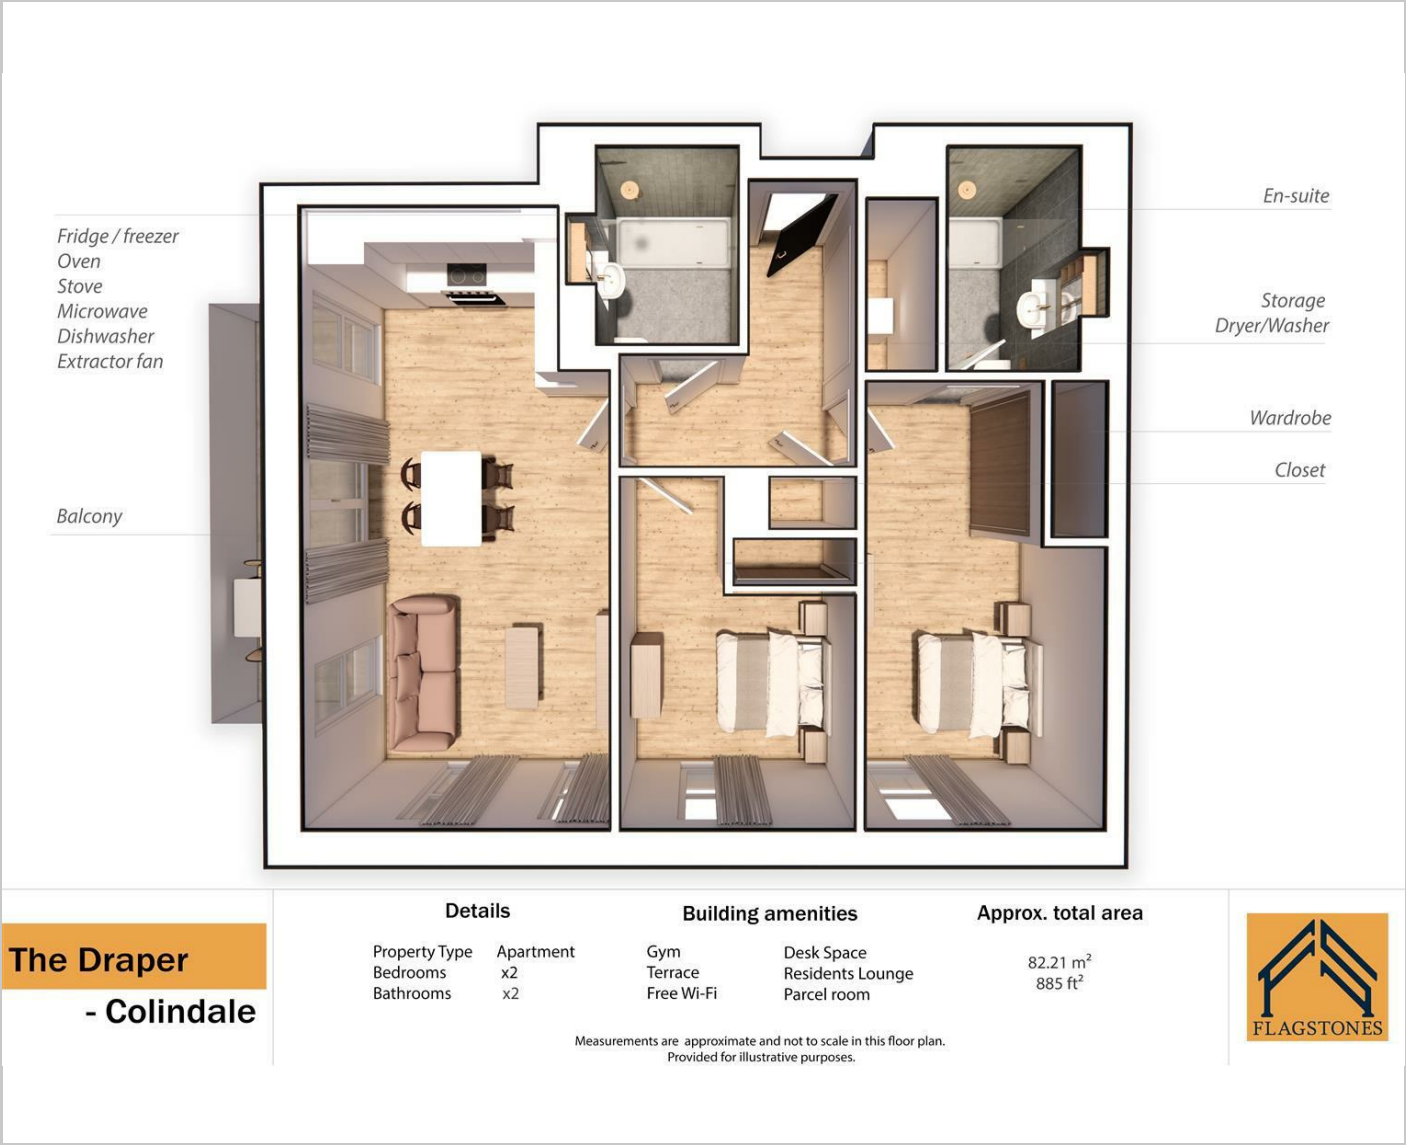 En-suite
Fridge / freezer
Oven
Stove
Microwave
Dishwasher
Extractor fan
Storage
Dryer/Washer
Wardrobe
Closet
Balcony
The Draper
- Colindale
Details
Property Type Apartment
Bedrooms x2
Bathrooms x2
Building amenities
Gym Desk Space
Terrace Residents Lounge
Free Wi-Fi Parcel room
Approx. total area
82.21 m²
885 ft²
Measurements are approximate and not to scale in this floor plan.
Provided for illustrative purposes.
FLAGSTONES